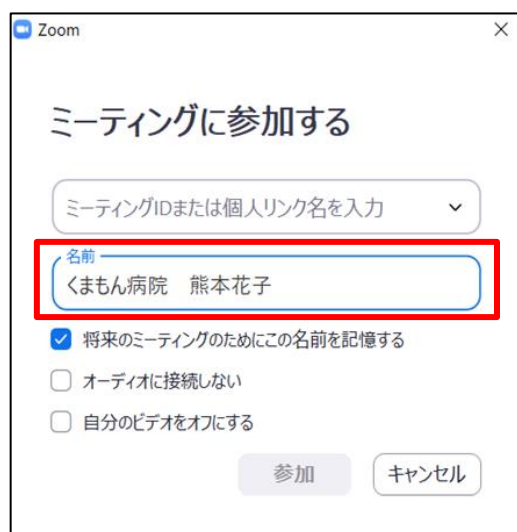 Zoom
ミーティングに参加する
ミーティングIDまたは個人リンク名を入力
名前
くまもん病院　熊本花子
将来のミーティングのためにこの名前を記憶する
オーディオに接続しない
自分のビデオをオフにする
参加 キャンセル